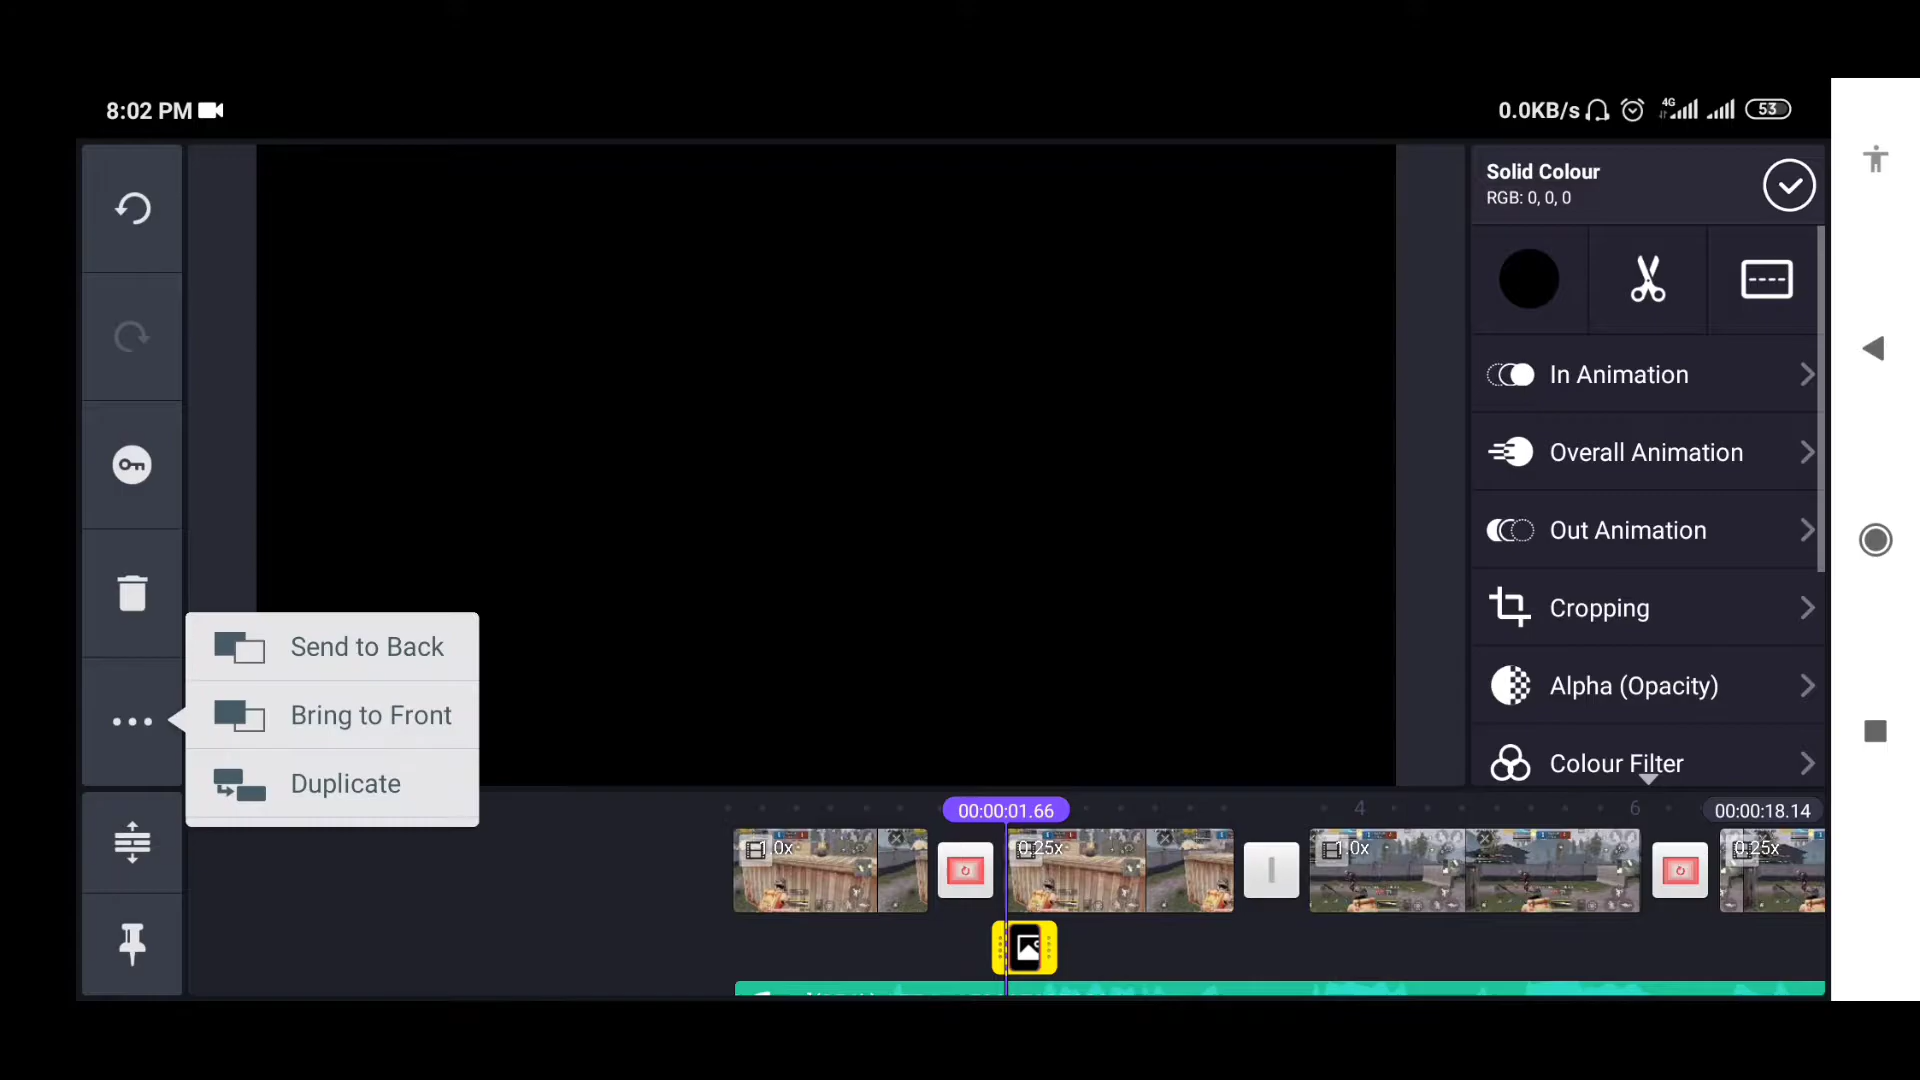 8:02 PM
0.0KB/s 4G 53
Solid Colour
RGB: 0, 0, 0
In Animation
Overall Animation
Out Animation
Cropping
Alpha (Opacity)
Colour Filter
Send to Back
Bring to Front
Duplicate
00:00:01.66
4
6
00:00:18.14
1.0x
0.25x
1.0x
0.25x